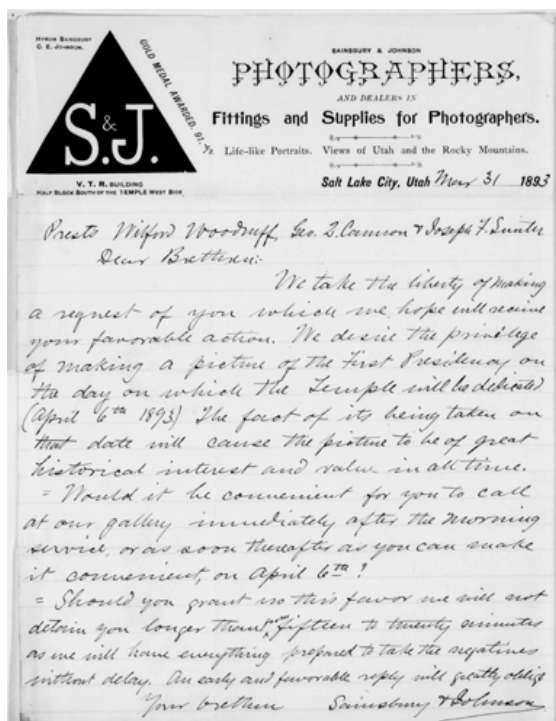 HYRUM SAINSBURY
C. E. JOHNSON.
GOLD MEDAL AWARDED, 91,
S & J.
V. T. R. BUILDING
HALF BLOCK SOUTH OF THE TEMPLE WEST SIDE
SAINSBURY & JOHNSON
PHOTOGRAPHERS,
AND DEALERS IN
Fittings and Supplies for Photographers.
Life-like Portraits. Views of Utah and the Rocky Mountains.
Salt Lake City, Utah Mar 31 1893
Prests Wilford Woodruff, Geo. Q. Cannon & Joseph F. Smith
Dear Brethren:
We take the liberty of making
a request of you which we hope will receive
your favorable action. We desire the privilege
of making a picture of the First Presidency on
the day on which the Temple will be dedicated
(April 6th 1893) The fact of its being taken on
that date will cause the picture to be of great
historical interest and value in all time.
= Would it be convenient for you to call
at our gallery immediately after the morning
service, or as soon thereafter as you can make
it convenient, on April 6th?
= Should you grant us this favor we will not
detain you longer than from fifteen to twenty minutes
as we will have everything prepared to take the negatives
without delay. An early and favorable reply will greatly oblige
Your brethren Sainsbury & Johnson